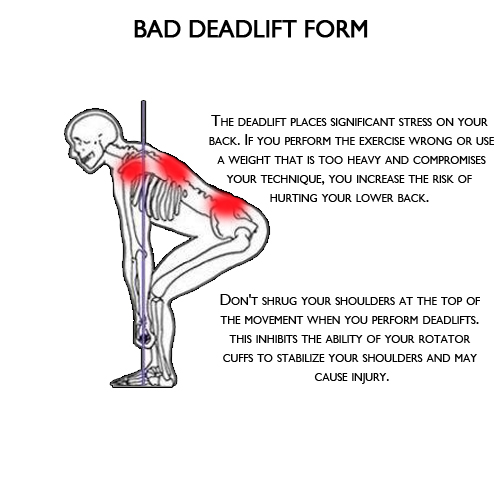 BAD DEADLIFT FORM
The deadlift places significant stress on your
back. If you perform the exercise wrong or use
a weight that is too heavy and compromises
your technique, you increase the risk of
hurting your lower back.
Don't shrug your shoulders at the top of
the movement when you perform deadlifts.
this inhibits the ability of your rotator
cuffs to stabilize your shoulders and may
cause injury.